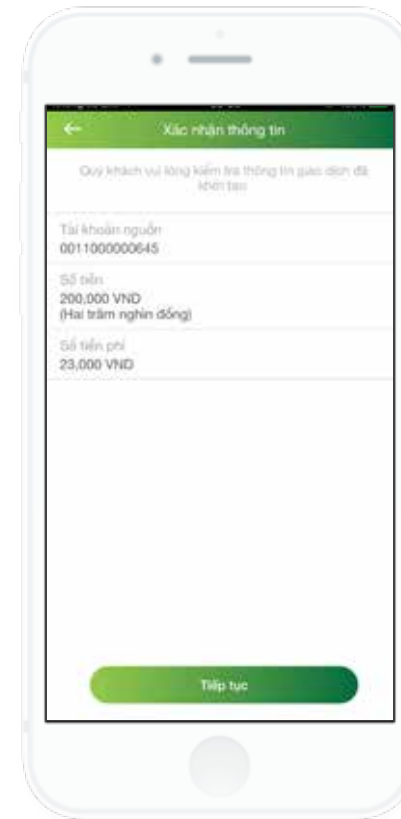 Xác nhận thông tin
Quý khách vui lòng kiểm tra thông tin giao dịch đã
khởi tạo
Tài khoản nguồn
0011000000645
Số tiền
200,000 VND
(Hai trăm nghìn đồng)
Số tiền phí
23,000 VND
Tiếp tục